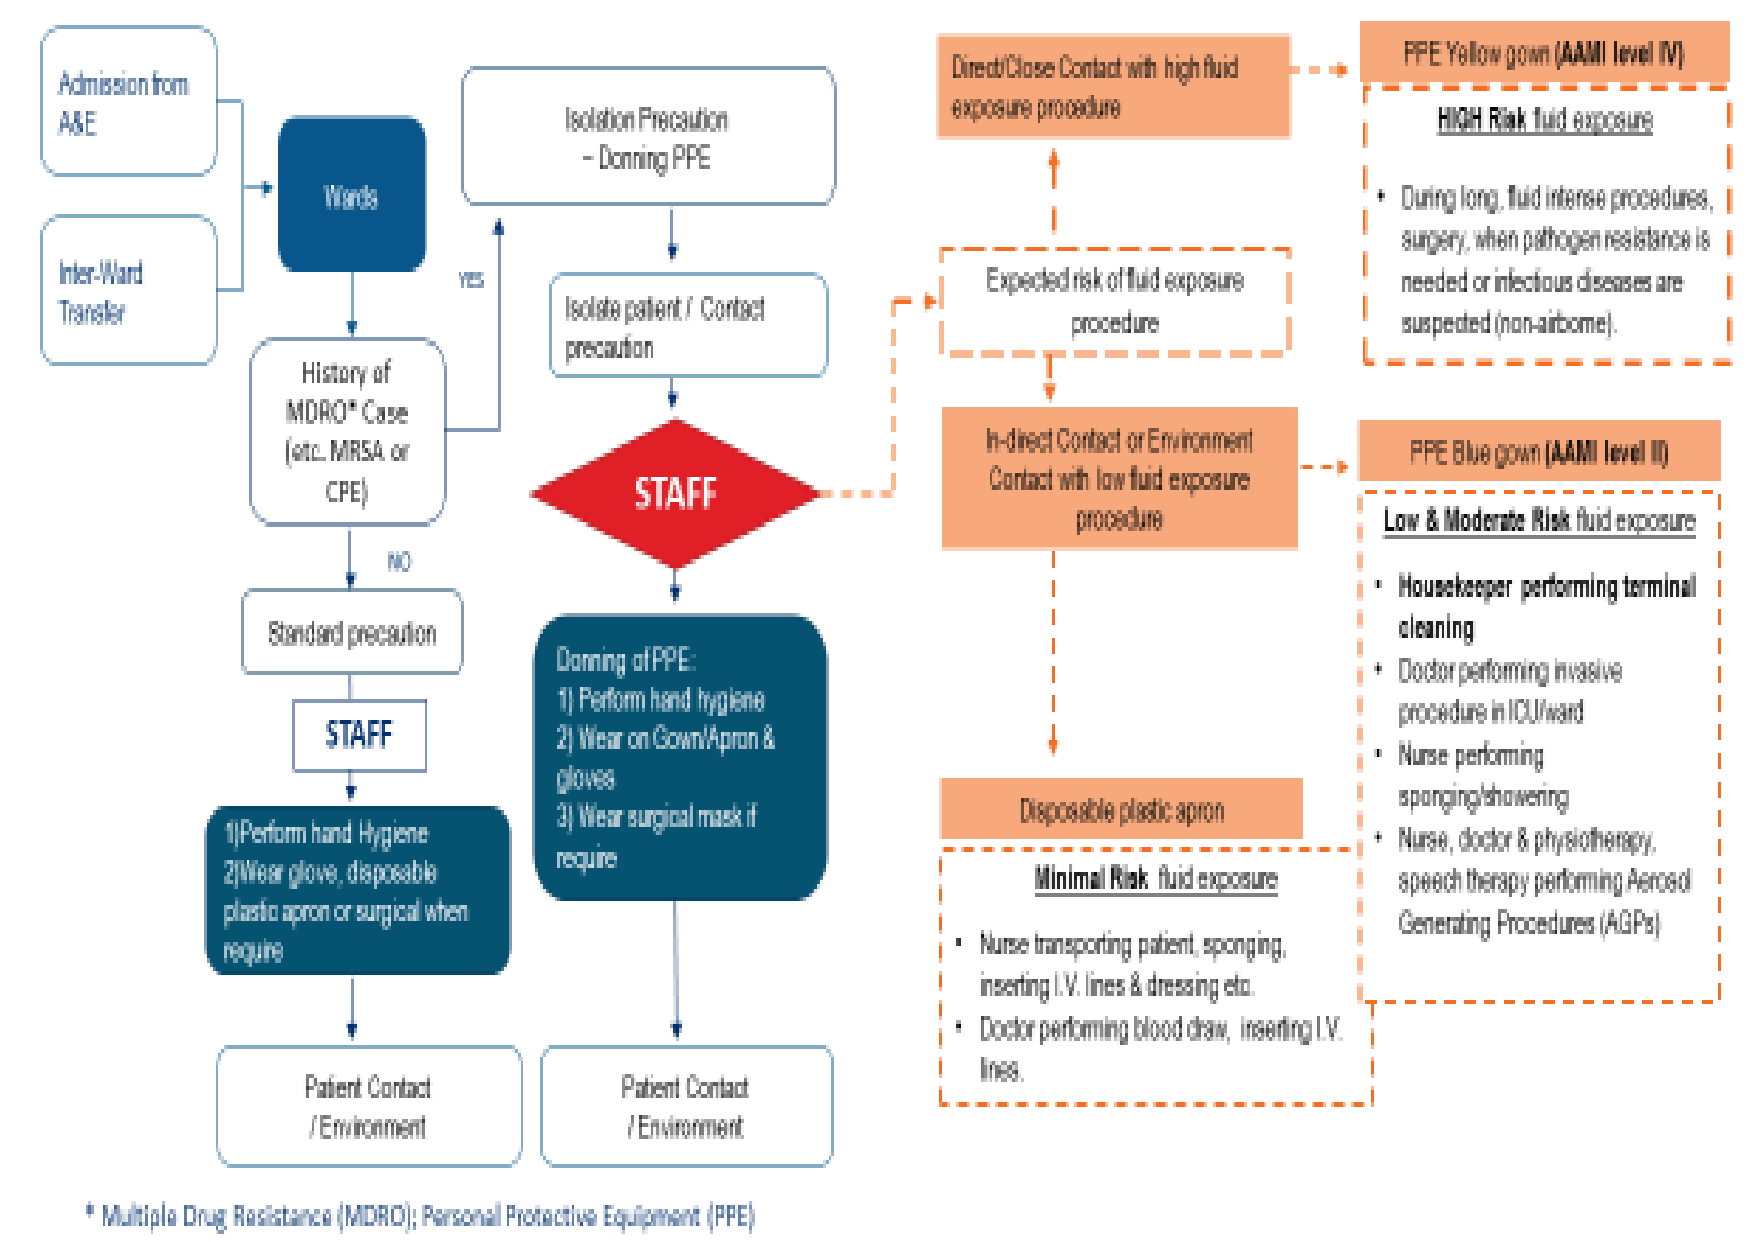 Admission from
A&E
Inter-Ward
Transfer
Wards
History of
MDRO* Case
(etc. MRSA or
CPE)
YES
NO
Standard precaution
STAFF
1)Perform hand Hygiene
2)Wear glove, disposable
plastic apron or surgical when
require
Patient Contact
/ Environment
Isolation Precaution
– Donning PPE
Isolate patient / Contact
precaution
STAFF
Donning of PPE:
1) Perform hand hygiene
2) Wear on Gown/Apron &
gloves
3) Wear surgical mask if
require
Patient Contact
/ Environment
Direct/Close Contact with high fluid
exposure procedure
Expected risk of fluid exposure
procedure
In-direct Contact or Environment
Contact with low fluid exposure
procedure
Disposable plastic apron
Minimal Risk fluid exposure
• Nurse transporting patient, sponging,
inserting I.V. lines & dressing etc.
• Doctor performing blood draw, inserting I.V.
lines.
PPE Yellow gown (AAMI level IV)
HIGH Risk fluid exposure
• During long, fluid intense procedures,
surgery, when pathogen resistance is
needed or infectious diseases are
suspected (non-airborne).
PPE Blue gown (AAMI level II)
Low & Moderate Risk fluid exposure
• Housekeeper performing terminal
cleaning
• Doctor performing invasive
procedure in ICU/ward
• Nurse performing
sponging/showering
• Nurse, doctor & physiotherapy,
speech therapy performing Aerosol
Generating Procedures (AGPs)
* Multiple Drug Resistance (MDRO); Personal Protective Equipment (PPE)